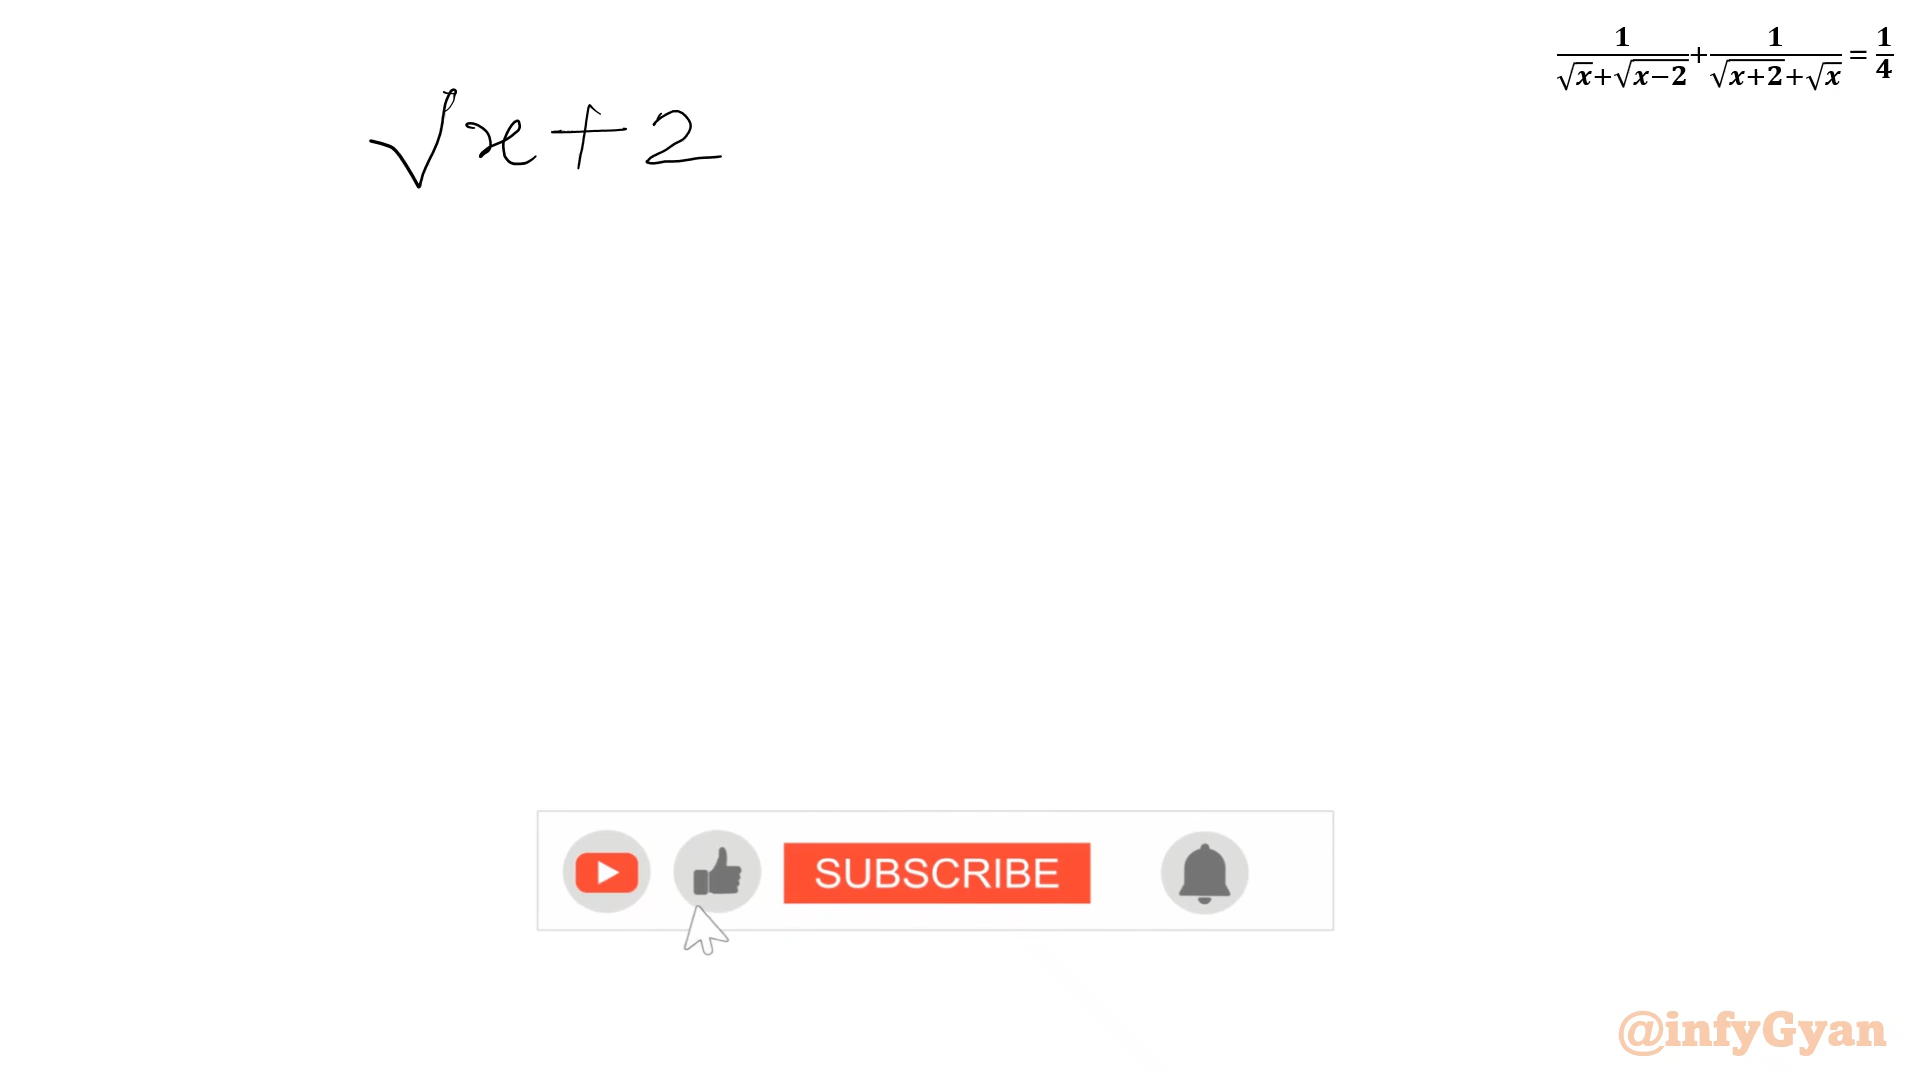 1/(√x+√(x−2)) + 1/(√(x+2)+√x) = 1/4
√x+2
SUBSCRIBE
@infyGyan